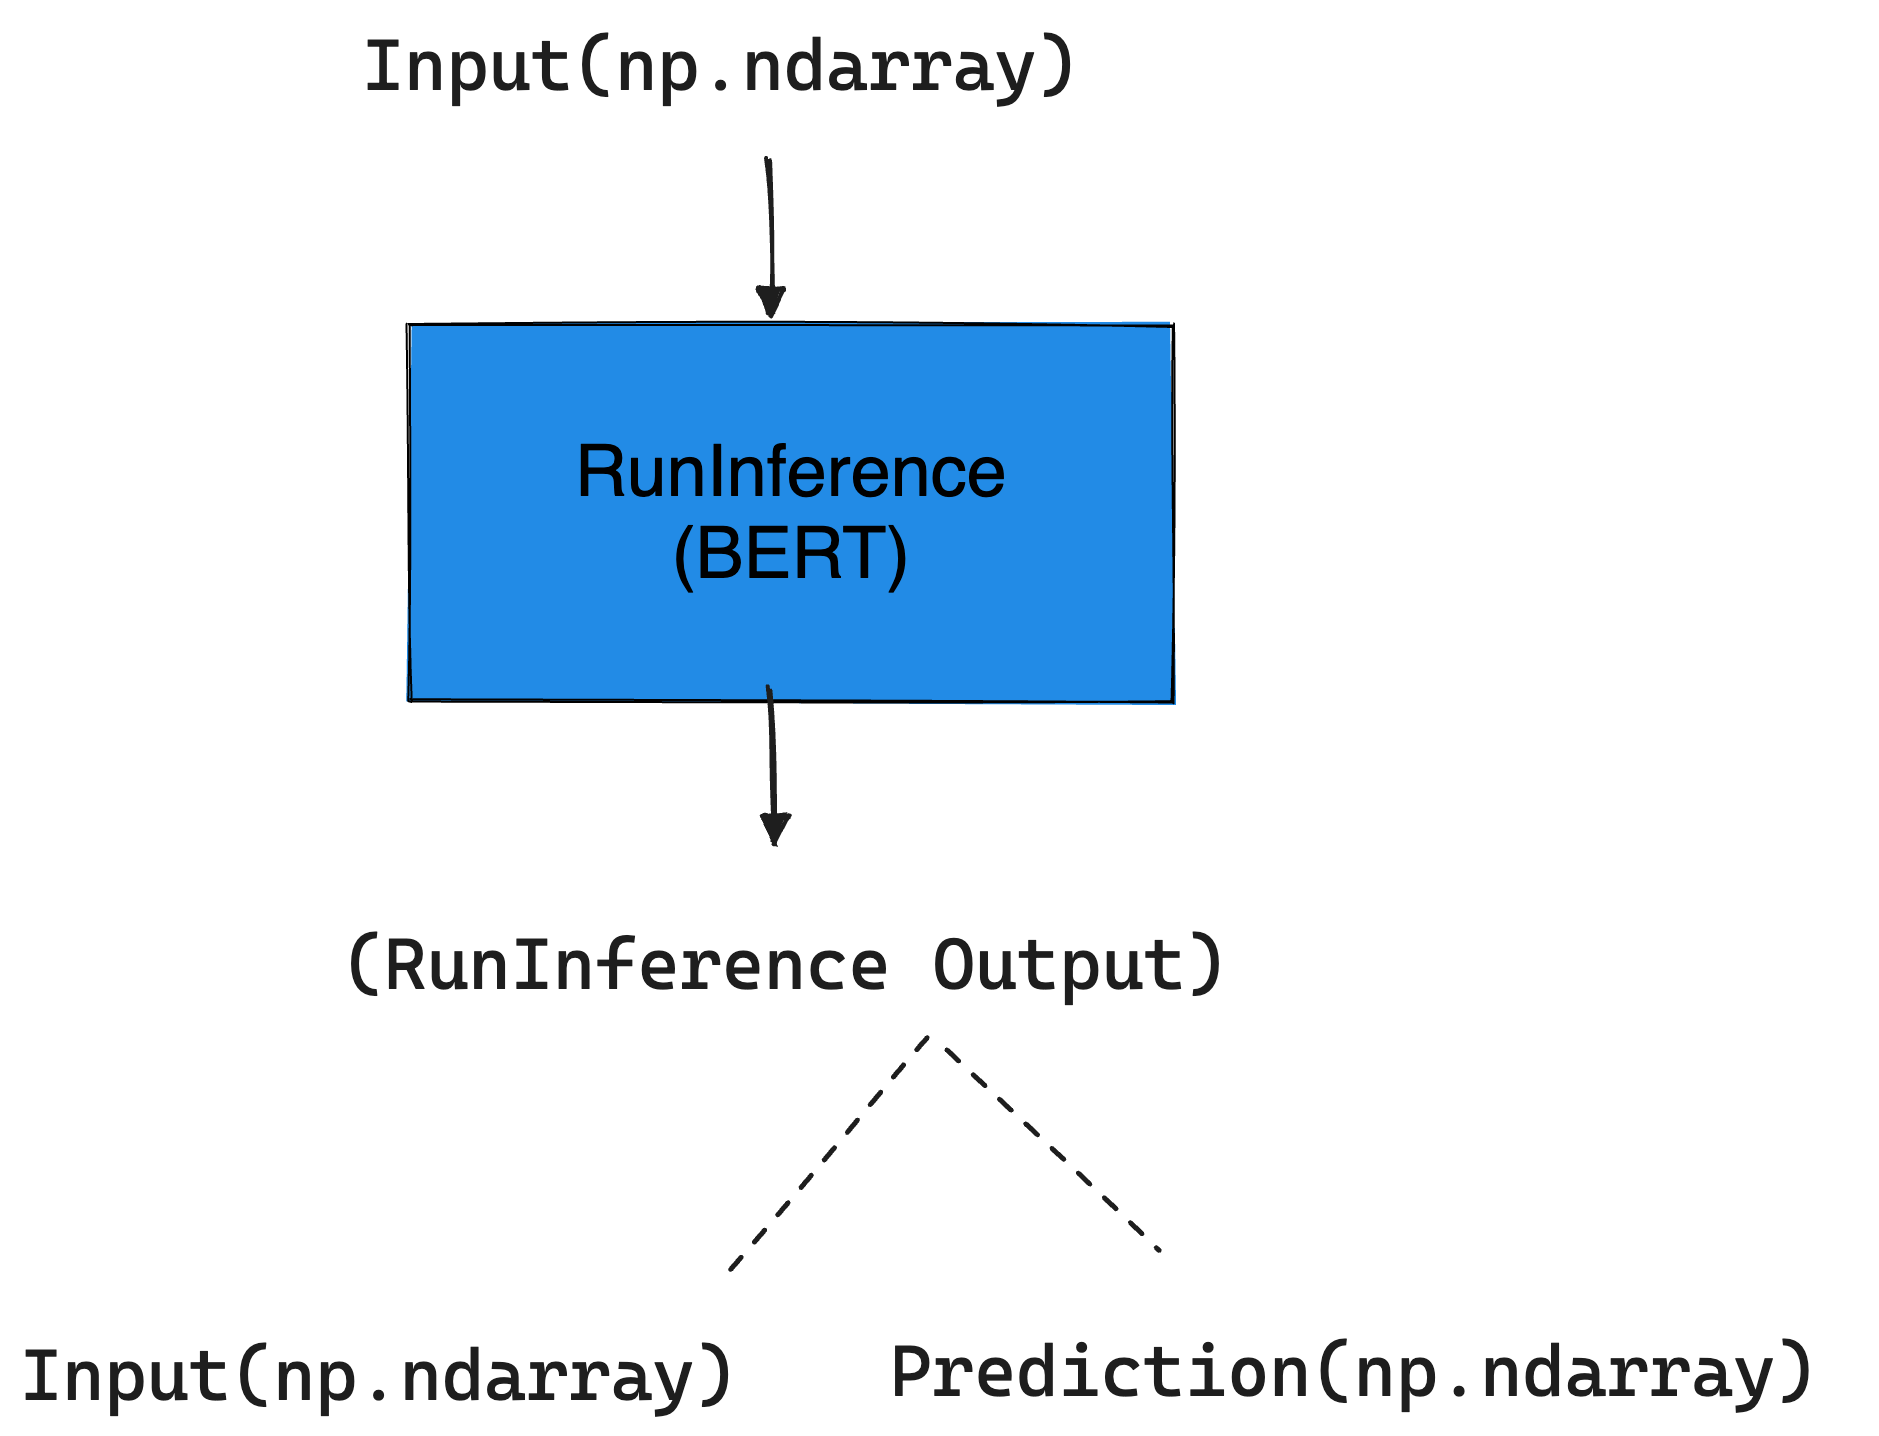 Input(np.ndarray)
RunInference
(BERT)
(RunInference Output)
Input(np.ndarray)
Prediction(np.ndarray)